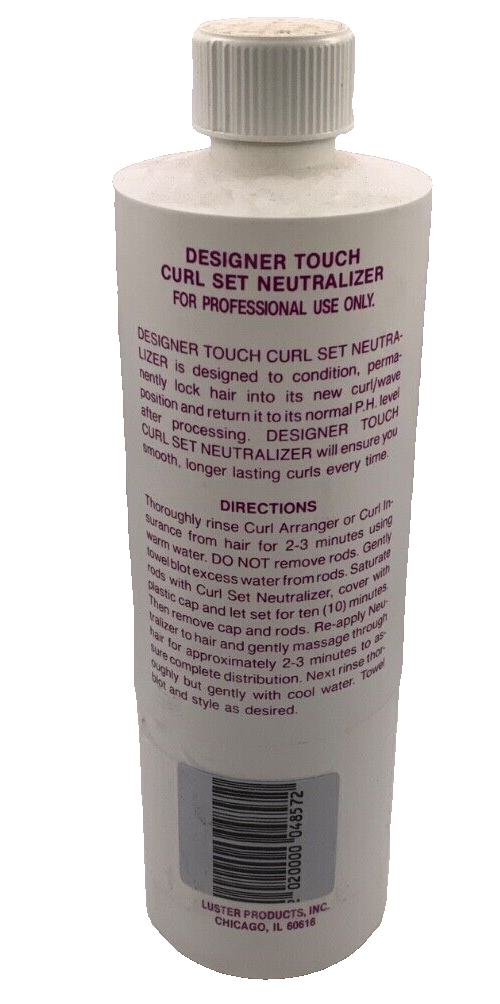 DESIGNER TOUCH
CURL SET NEUTRALIZER
FOR PROFESSIONAL USE ONLY.
DESIGNER TOUCH CURL SET NEUTRA-
LIZER is designed to condition, perma-
nently lock hair into its new curl/wave
position and return it to its normal P.H. level
after processing. DESIGNER TOUCH
CURL SET NEUTRALIZER will ensure you
smooth, longer lasting curls every time.
DIRECTIONS
Thoroughly rinse Curl Arranger or Curl In-
surance from hair for 2-3 minutes using
warm water. DO NOT remove rods. Gently
towel blot excess water from rods. Saturate
rods with Curl Set Neutralizer, cover with
plastic cap and let set for ten (10) minutes.
Then remove cap and rods. Re-apply Neu-
tralizer to hair and gently massage through
hair for approximately 2-3 minutes to as-
sure complete distribution. Next rinse thor-
oughly but gently with cool water. Towel
blot and style as desired.
020000 048572
LUSTER PRODUCTS, INC.
CHICAGO, IL 60616